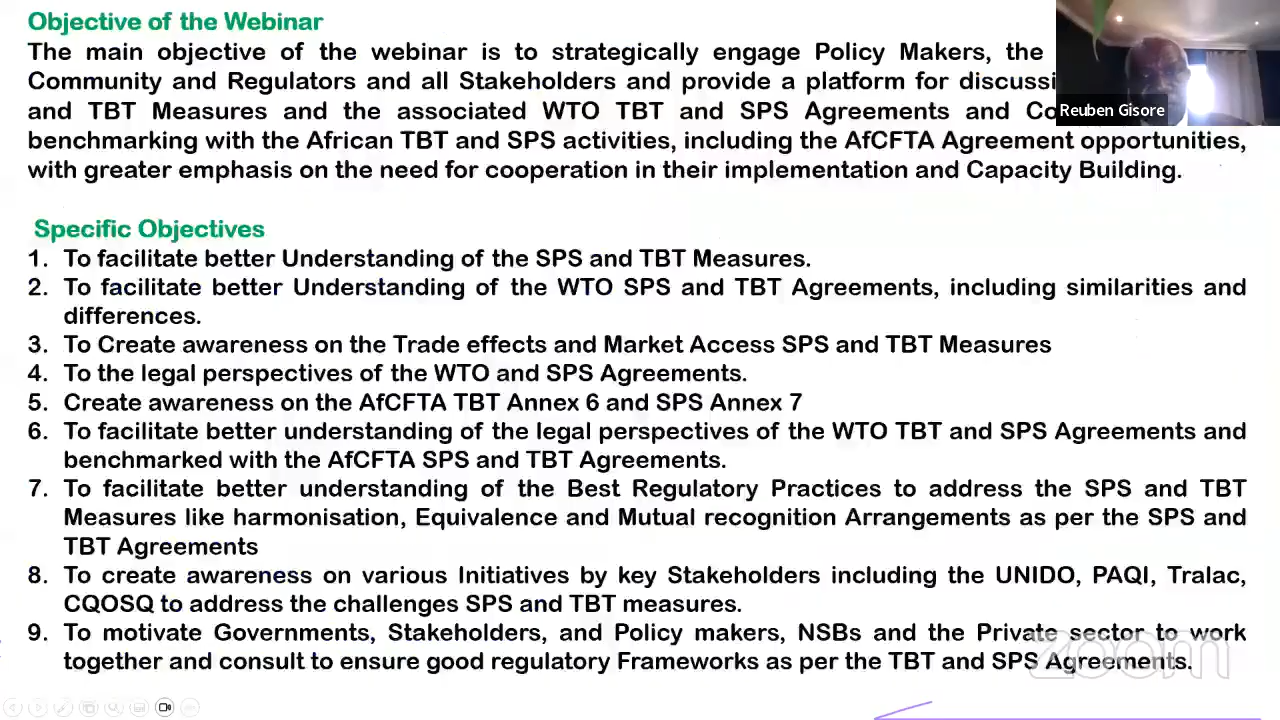 Objective of the Webinar
The main objective of the webinar is to strategically engage Policy Makers, the
Community and Regulators and all Stakeholders and provide a platform for
and TBT Measures and the associated WTO TBT and SPS Agreements and
benchmarking with the African TBT and SPS activities, including the AfCFTA Agreement opportunities,
with greater emphasis on the need for cooperation in their implementation and Capacity Building.
Reuben Gisore
Specific Objectives
1. To facilitate better Understanding of the SPS and TBT Measures.
2. To facilitate better Understanding of the WTO SPS and TBT Agreements, including similarities and
differences.
3. To Create awareness on the Trade effects and Market Access SPS and TBT Measures
4. To the legal perspectives of the WTO and SPS Agreements.
5. Create awareness on the AfCFTA TBT Annex 6 and SPS Annex 7
6. To facilitate better understanding of the legal perspectives of the WTO TBT and SPS Agreements and
benchmarked with the AfCFTA SPS and TBT Agreements.
7. To facilitate better understanding of the Best Regulatory Practices to address the SPS and TBT
Measures like harmonisation, Equivalence and Mutual recognition Arrangements as per the SPS and
TBT Agreements
8. To create awareness on various Initiatives by key Stakeholders including the UNIDO, PAQI, Tralac,
CQOSQ to address the challenges SPS and TBT measures.
9. To motivate Governments, Stakeholders, and Policy makers, NSBs and the Private sector to work
together and consult to ensure good regulatory Frameworks as per the TBT and SPS Agreements.
zoom